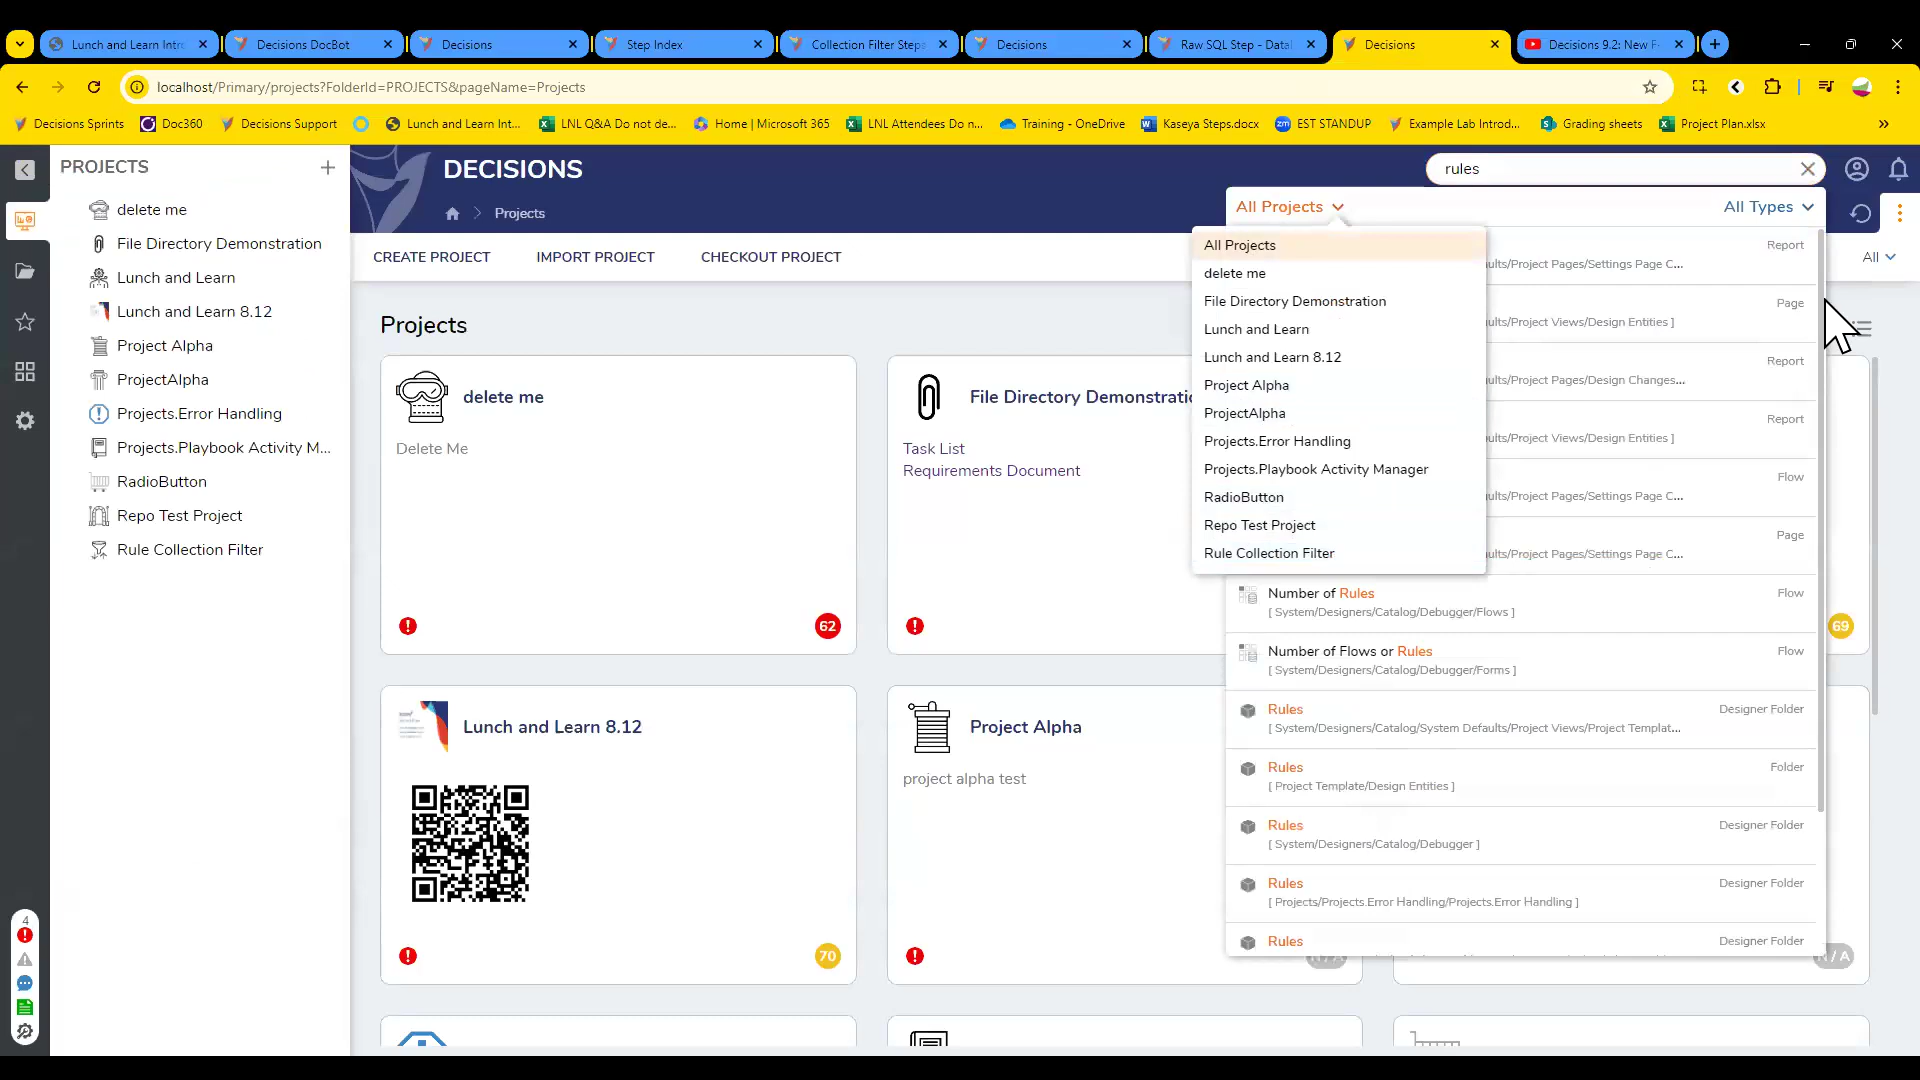 Lunch and Learn Intro
Decisions DocBot
Decisions
Step Index
Collection Filter Steps
Decisions
Raw SQL Step - Datal
Decisions
Decisions 9.2: New F
localhost/Primary/projects?FolderId=PROJECTS&pageName=Projects
Decisions Sprints
Doc360
Decisions Support
Lunch and Learn Int...
LNL Q&A Do not de...
Home | Microsoft 365
LNL Attendees Do n...
Training - OneDrive
Kaseya Steps.docx
EST STANDUP
Example Lab Introd...
Grading sheets
Project Plan.xlsx
PROJECTS
delete me
File Directory Demonstration
Lunch and Learn
Lunch and Learn 8.12
Project Alpha
ProjectAlpha
Projects.Error Handling
Projects.Playbook Activity M...
RadioButton
Repo Test Project
Rule Collection Filter
4
DECISIONS
Projects
rules
CREATE PROJECT
IMPORT PROJECT
CHECKOUT PROJECT
All
Projects
delete me
Delete Me
62
File Directory Demonstratio
Task List
Requirements Document
69
Lunch and Learn 8.12
70
Project Alpha
project alpha test
N/A
N/A
All Projects
All Types
All Projects
delete me
File Directory Demonstration
Lunch and Learn
Lunch and Learn 8.12
Project Alpha
ProjectAlpha
Projects.Error Handling
Projects.Playbook Activity Manager
RadioButton
Repo Test Project
Rule Collection Filter
Report
ults/Project Pages/Settings Page C...
Page
ults/Project Views/Design Entities ]
Report
ults/Project Pages/Design Changes...
Report
ults/Project Views/Design Entities ]
Flow
ults/Project Pages/Settings Page C...
Page
ults/Project Pages/Settings Page C...
Number of Rules
Flow
[ System/Designers/Catalog/Debugger/Flows ]
Number of Flows or Rules
Flow
[ System/Designers/Catalog/Debugger/Forms ]
Rules
Designer Folder
[ System/Designers/Catalog/System Defaults/Project Views/Project Templat...
Rules
Folder
[ Project Template/Design Entities ]
Rules
Designer Folder
[ System/Designers/Catalog/Debugger ]
Rules
Designer Folder
[ Projects/Projects.Error Handling/Projects.Error Handling ]
Rules
Designer Folder